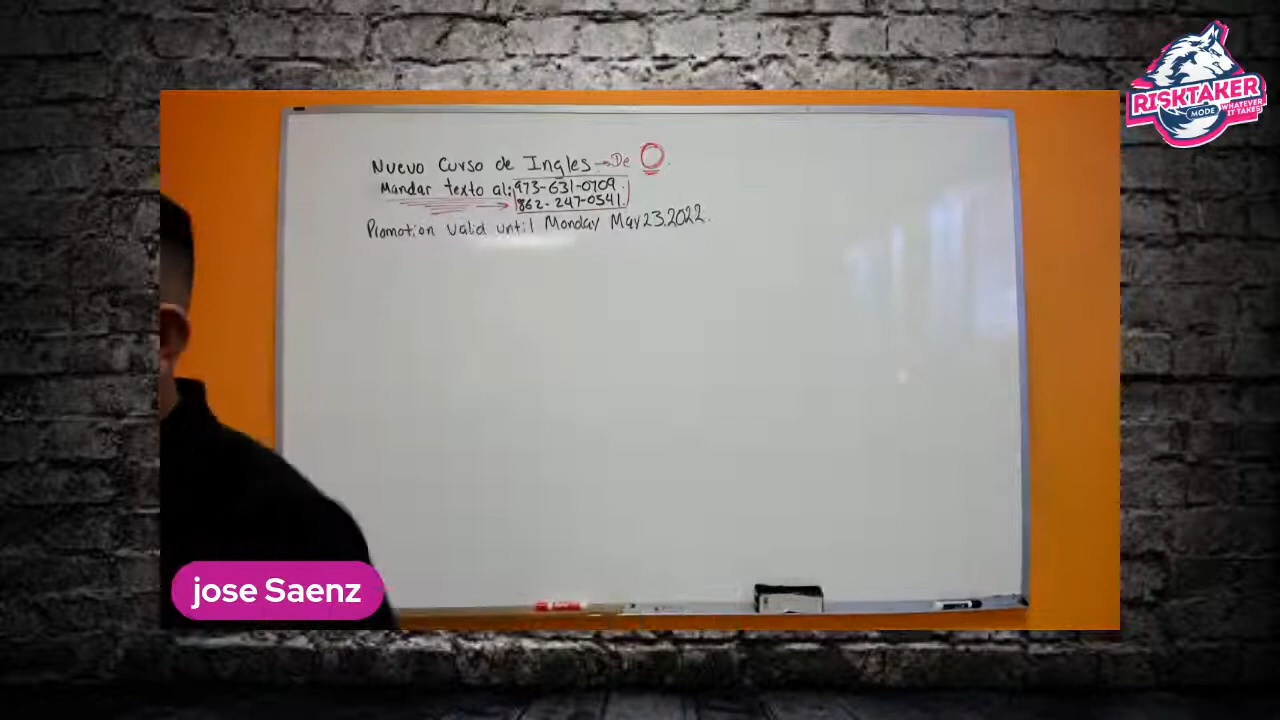 Nuevo Curso de Ingles → De 0.
Mandar texto al: 973-631-0709.
862-247-0541.
Promotion valid until Monday May 23.2022.
jose Saenz
RISKTAKER
MODE
WHATEVER
IT TAKES